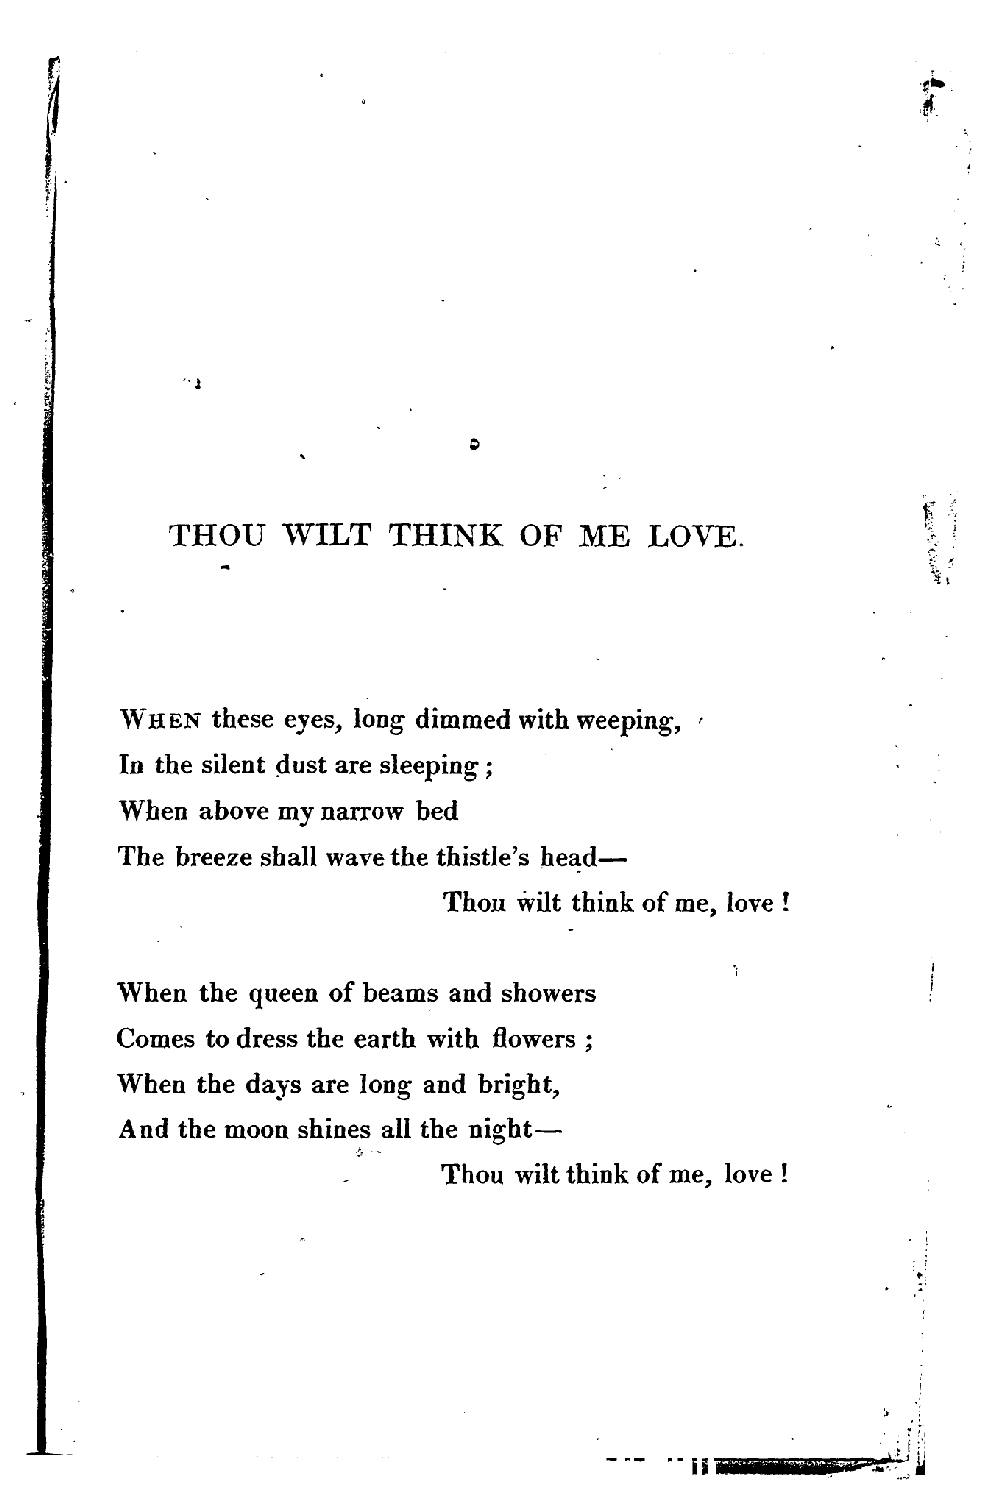 THOU WILT THINK OF ME LOVE.
WHEN these eyes, long dimmed with weeping,
In the silent dust are sleeping ;
When above my narrow bed
The breeze shall wave the thistle's head—
Thou wilt think of me, love !
When the queen of beams and showers
Comes to dress the earth with flowers ;
When the days are long and bright,
And the moon shines all the night—
Thou wilt think of me, love !